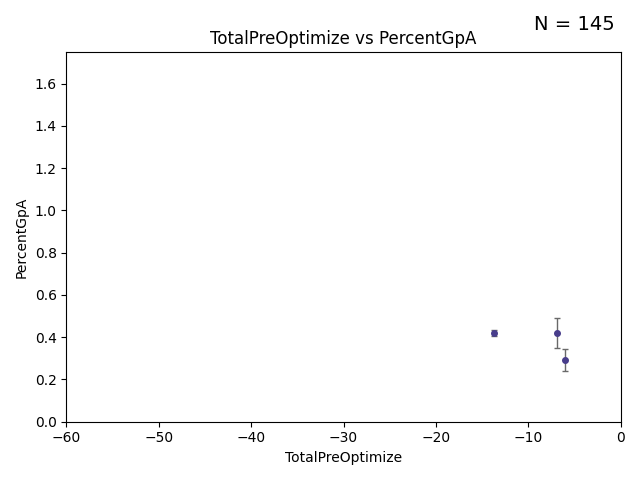 N = 145
TotalPreOptimize vs PercentGpA
1.6
1.4
1.2
1.0
0.8
0.6
0.4
0.2
0.0
PercentGpA
−60 −50 −40 −30 −20 −10 0
TotalPreOptimize